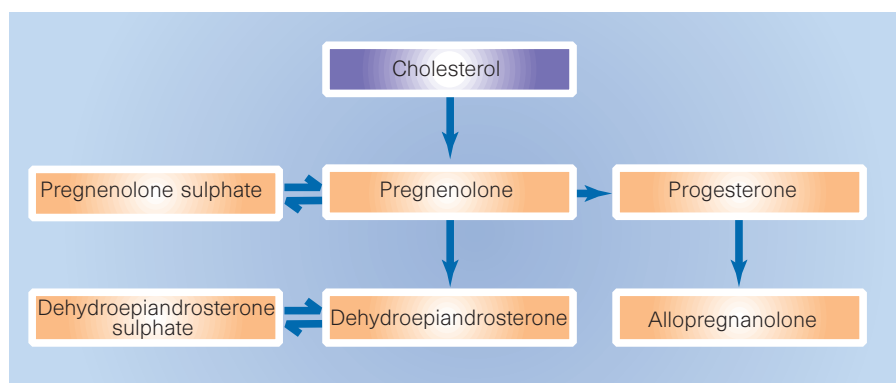 Cholesterol
Pregnenolone sulphate
Pregnenolone
Progesterone
Dehydroepiandrosterone
sulphate
Dehydroepiandrosterone
Allopregnanolone